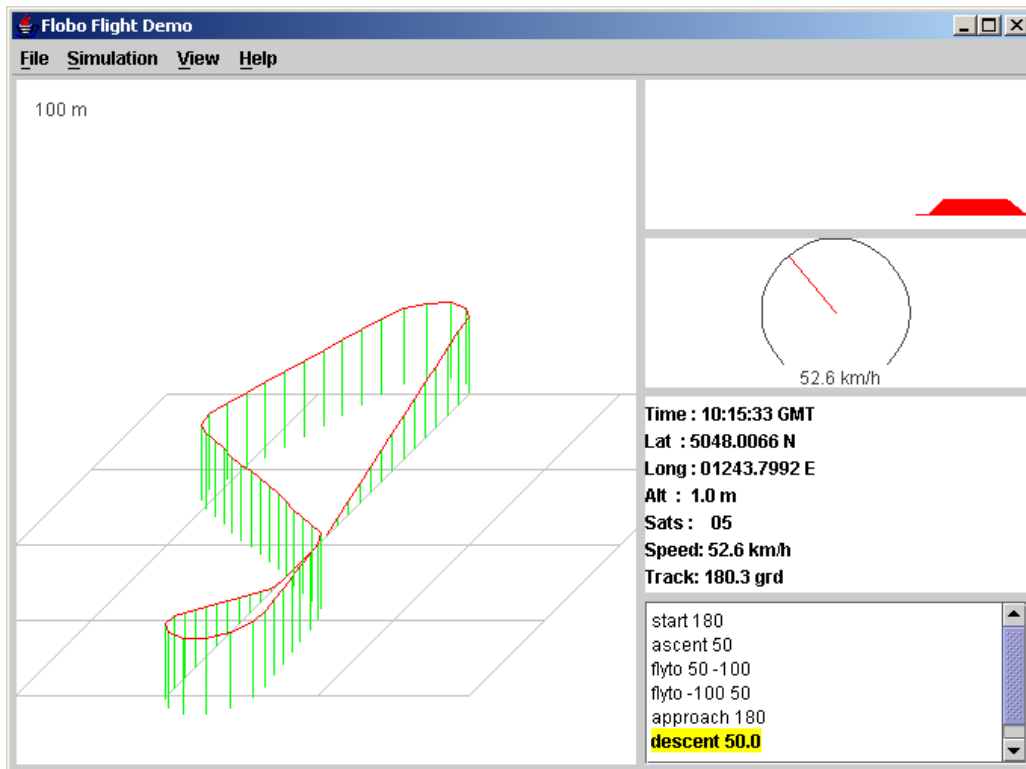 Flobo Flight Demo
File Simulation View Help
100 m
52.6 km/h
Time : 10:15:33 GMT
Lat : 5048.0066 N
Long : 01243.7992 E
Alt : 1.0 m
Sats : 05
Speed: 52.6 km/h
Track: 180.3 grd
start 180
ascent 50
flyto 50 -100
flyto -100 50
approach 180
descent 50.0